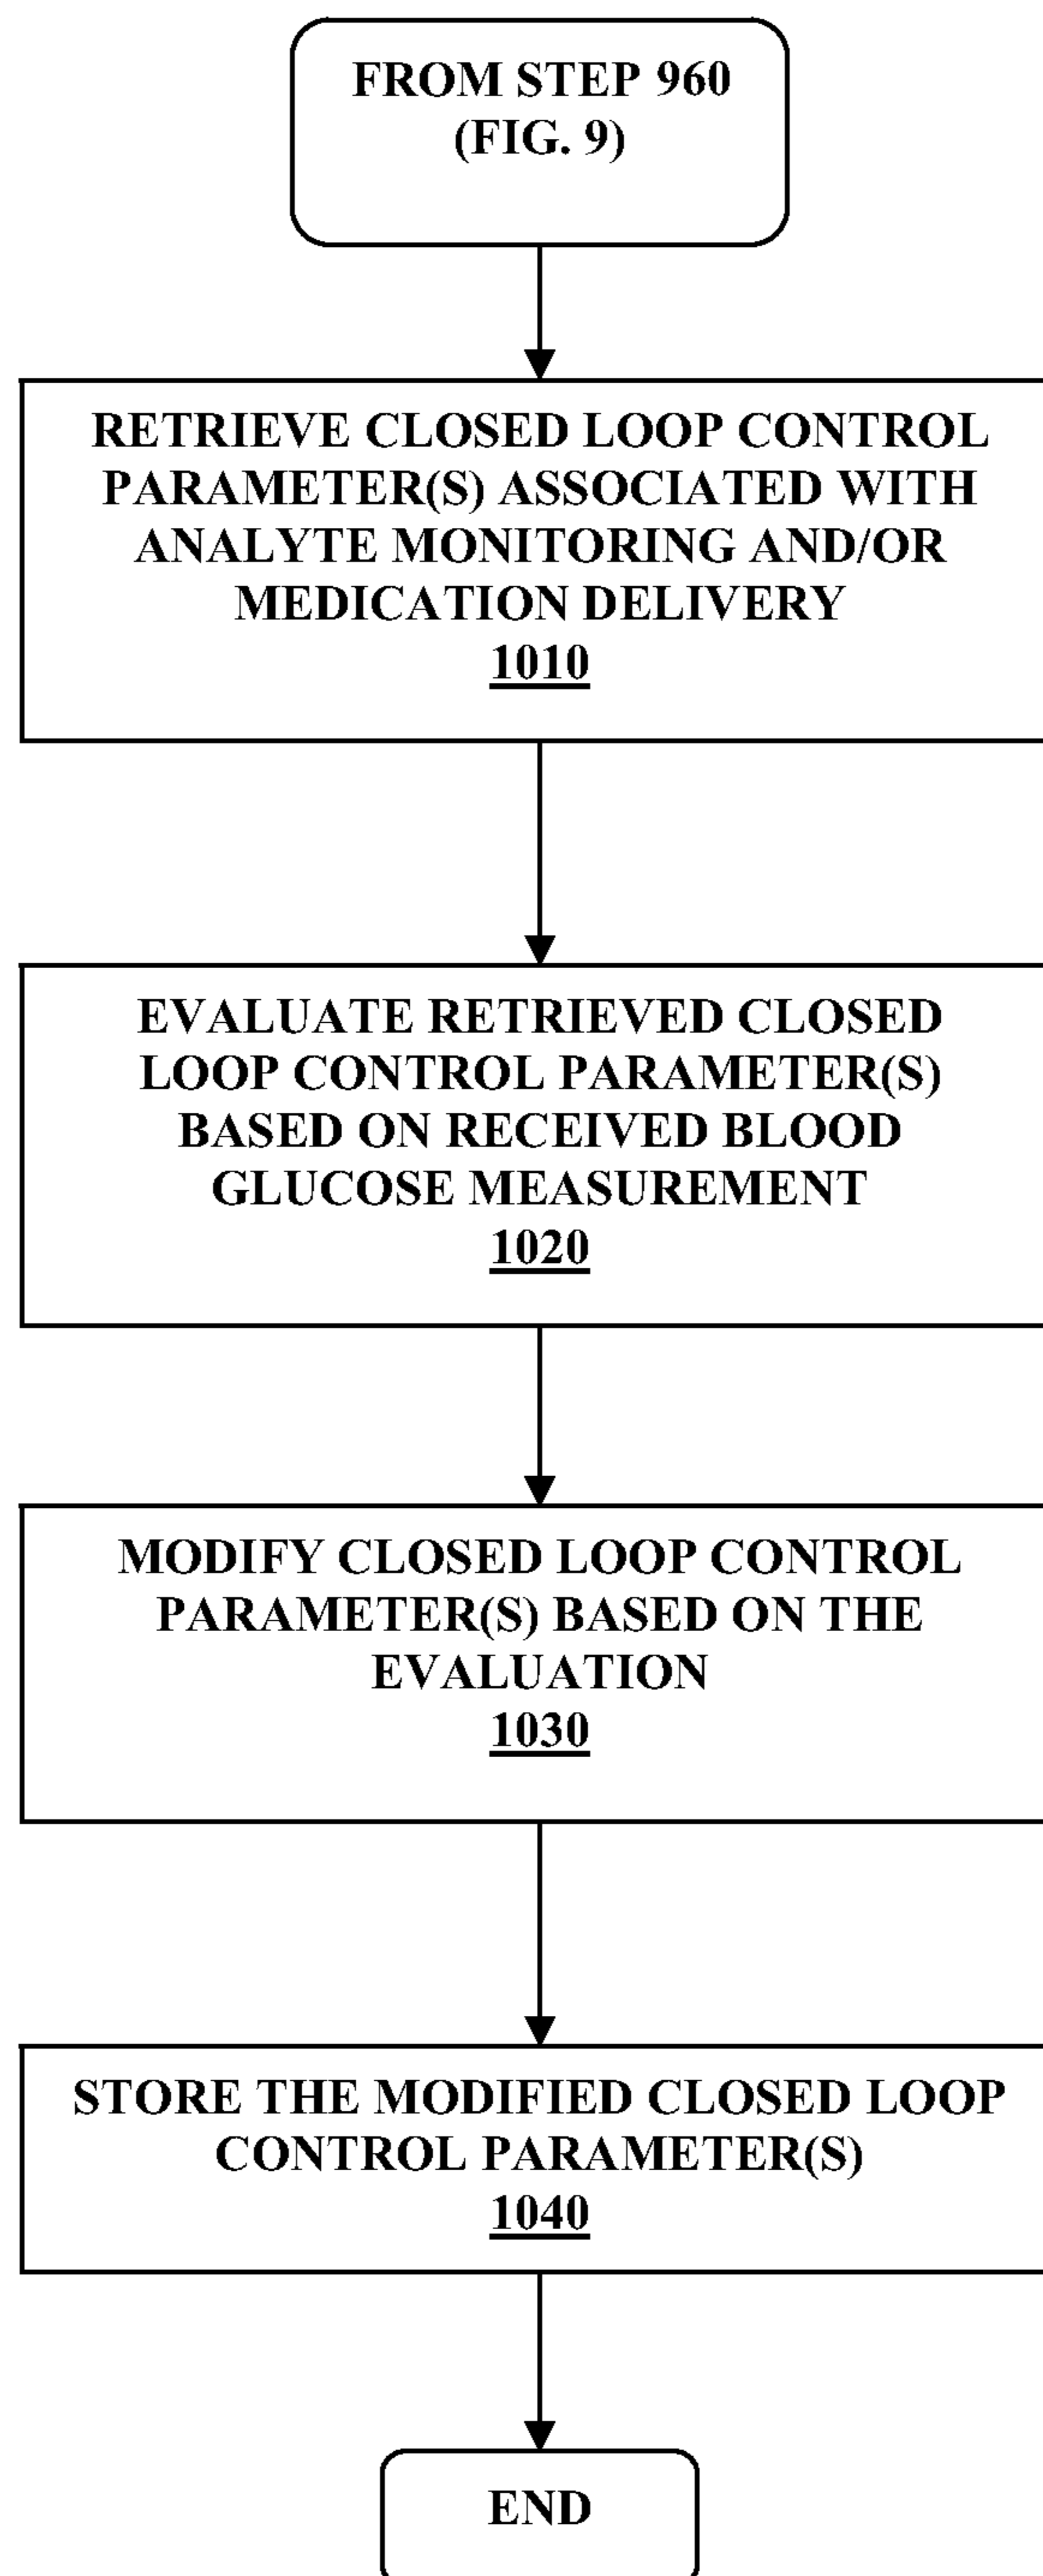 FROM STEP 960
(FIG. 9)
RETRIEVE CLOSED LOOP CONTROL
PARAMETER(S) ASSOCIATED WITH
ANALYTE MONITORING AND/OR
MEDICATION DELIVERY
1010
EVALUATE RETRIEVED CLOSED
LOOP CONTROL PARAMETER(S)
BASED ON RECEIVED BLOOD
GLUCOSE MEASUREMENT
1020
MODIFY CLOSED LOOP CONTROL
PARAMETER(S) BASED ON THE
EVALUATION
1030
STORE THE MODIFIED CLOSED LOOP
CONTROL PARAMETER(S)
1040
END